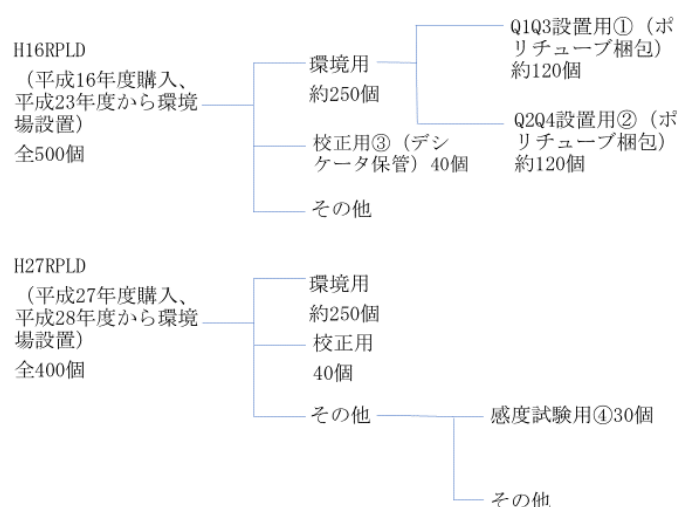 H16RPLD
（平成16年度購入、
平成23年度から環境
場設置）
全500個
環境用
約250個
Q1Q3設置用①（ポ
リチューブ梱包）
約120個
Q2Q4設置用②（ポ
リチューブ梱包）
約120個
校正用③（デシ
ケータ保管）40個
その他
H27RPLD
（平成27年度購入、
平成28年度から環境
場設置）
全400個
環境用
約250個
校正用
40個
その他
感度試験用④30個
その他